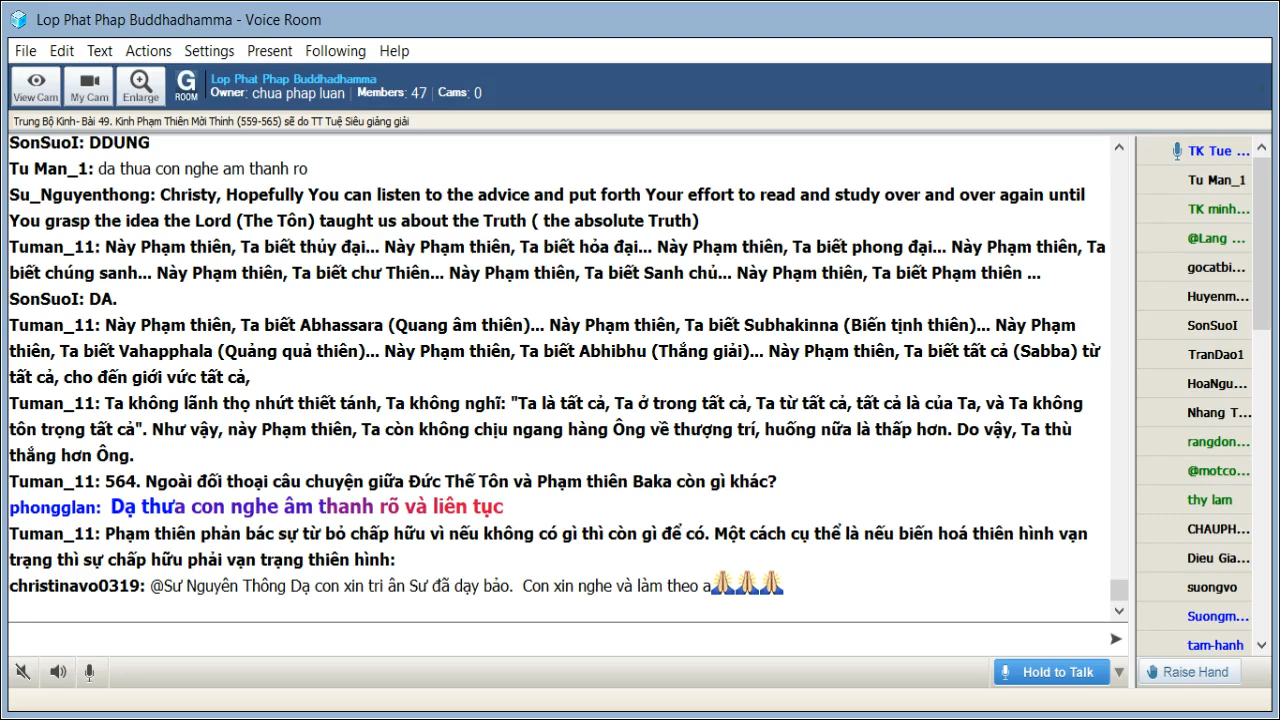 Lop Phat Phap Buddhadhamma - Voice Room
File Edit Text Actions Settings Present Following Help
View Cam My Cam Enlarge G ROOM
Lop Phat Phap Buddhadhamma
Owner: chua phap luan | Members: 47 | Cams: 0
Trung Bộ Kinh- Bài 49. Kinh Phạm Thiên Mời Thỉnh (559-565) sẽ do TT Tuệ Siêu giảng giải
SonSuoI: DDUNG
Tu Man_1: da thua con nghe am thanh ro
Su_Nguyenthong: Christy, Hopefully You can listen to the advice and put forth Your effort to read and study over and over again until
You grasp the idea the Lord (The Tôn) taught us about the Truth ( the absolute Truth)
Tuman_11: Này Phạm thiên, Ta biết thủy đại... Này Phạm thiên, Ta biết hỏa đại... Này Phạm thiên, Ta biết phong đại... Này Phạm thiên, Ta
biết chúng sanh... Này Phạm thiên, Ta biết chư Thiên... Này Phạm thiên, Ta biết Sanh chủ... Này Phạm thiên, Ta biết Phạm thiên ...
SonSuoI: DA.
Tuman_11: Này Phạm thiên, Ta biết Abhassara (Quang âm thiên)... Này Phạm thiên, Ta biết Subhakinna (Biến tịnh thiên)... Này Phạm
thiên, Ta biết Vahapphala (Quảng quả thiên)... Này Phạm thiên, Ta biết Abhibhu (Thắng giải)... Này Phạm thiên, Ta biết tất cả (Sabba) từ
tất cả, cho đến giới vức tất cả,
Tuman_11: Ta không lãnh thọ nhứt thiết tánh, Ta không nghĩ: "Ta là tất cả, Ta ở trong tất cả, Ta từ tất cả, tất cả là của Ta, và Ta không
tôn trọng tất cả". Như vậy, này Phạm thiên, Ta còn không chịu ngang hàng Ông về thượng trí, huống nữa là thấp hơn. Do vậy, Ta thù
thắng hơn Ông.
Tuman_11: 564. Ngoài đối thoại câu chuyện giữa Đức Thế Tôn và Phạm thiên Baka còn gì khác?
phongglan: Dạ thưa con nghe âm thanh rõ và liên tục
Tuman_11: Phạm thiên phản bác sự từ bỏ chấp hữu vì nếu không có gì thì còn gì để có. Một cách cụ thể là nếu biến hoá thiên hình vạn
trạng thì sự chấp hữu phải vạn trạng thiên hình:
christinavo0319: @Sư Nguyên Thông Dạ con xin tri ân Sư đã dạy bảo. Con xin nghe và làm theo ạ🙏🙏🙏
TK Tue ...
Tu Man_1
TK minh...
@Lang ...
gocatbi...
Huyenm...
SonSuoI
TranDao1
HoaNgu...
Nhang T...
rangdon...
@motco...
thy lam
CHAUPH...
Dieu Gia...
suongvo
Suongm...
tam-hanh
Hold to Talk
Raise Hand